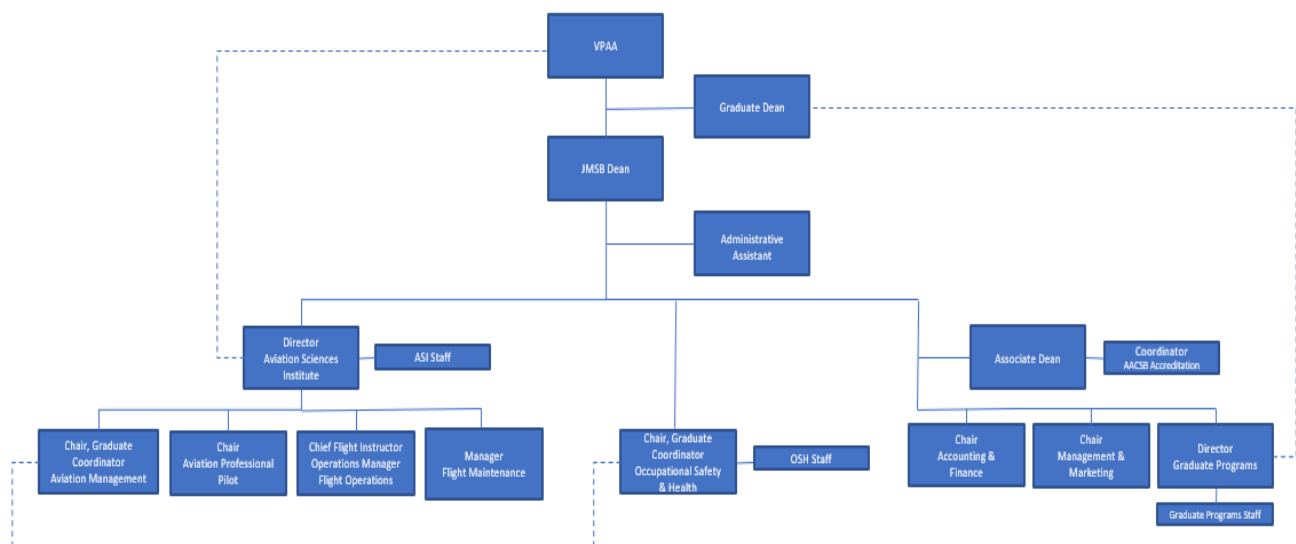 VPAA
Graduate Dean
JMSB Dean
Administrative
Assistant
Director
Aviation Sciences
Institute
ASI Staff
Associate Dean
Coordinator
AACSB Accreditation
Chair, Graduate
Coordinator
Aviation Management
Chair
Aviation Professional
Pilot
Chief Flight Instructor
Operations Manager
Flight Operations
Manager
Flight Maintenance
Chair, Graduate
Coordinator
Occupational Safety
& Health
OSH Staff
Chair
Accounting &
Finance
Chair
Management &
Marketing
Director
Graduate Programs
Graduate Programs Staff